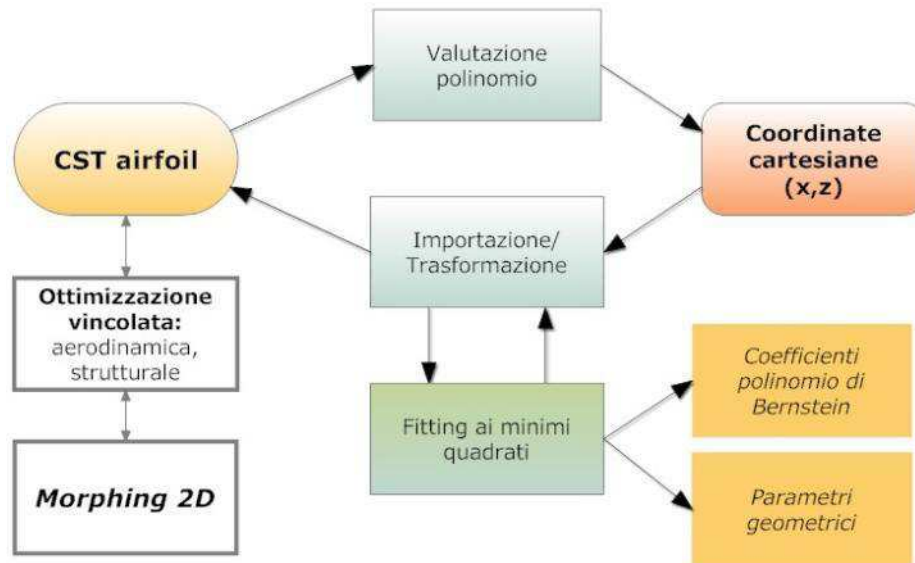 Valutazione
polinomio
CST airfoil
Coordinate
cartesiane
(x,z)
Importazione/
Trasformazione
Ottimizzazione
vincolata:
aerodinamica,
strutturale
Coefficienti
polinomio di
Bernstein
Fitting ai minimi
quadrati
Morphing 2D
Parametri
geometrici